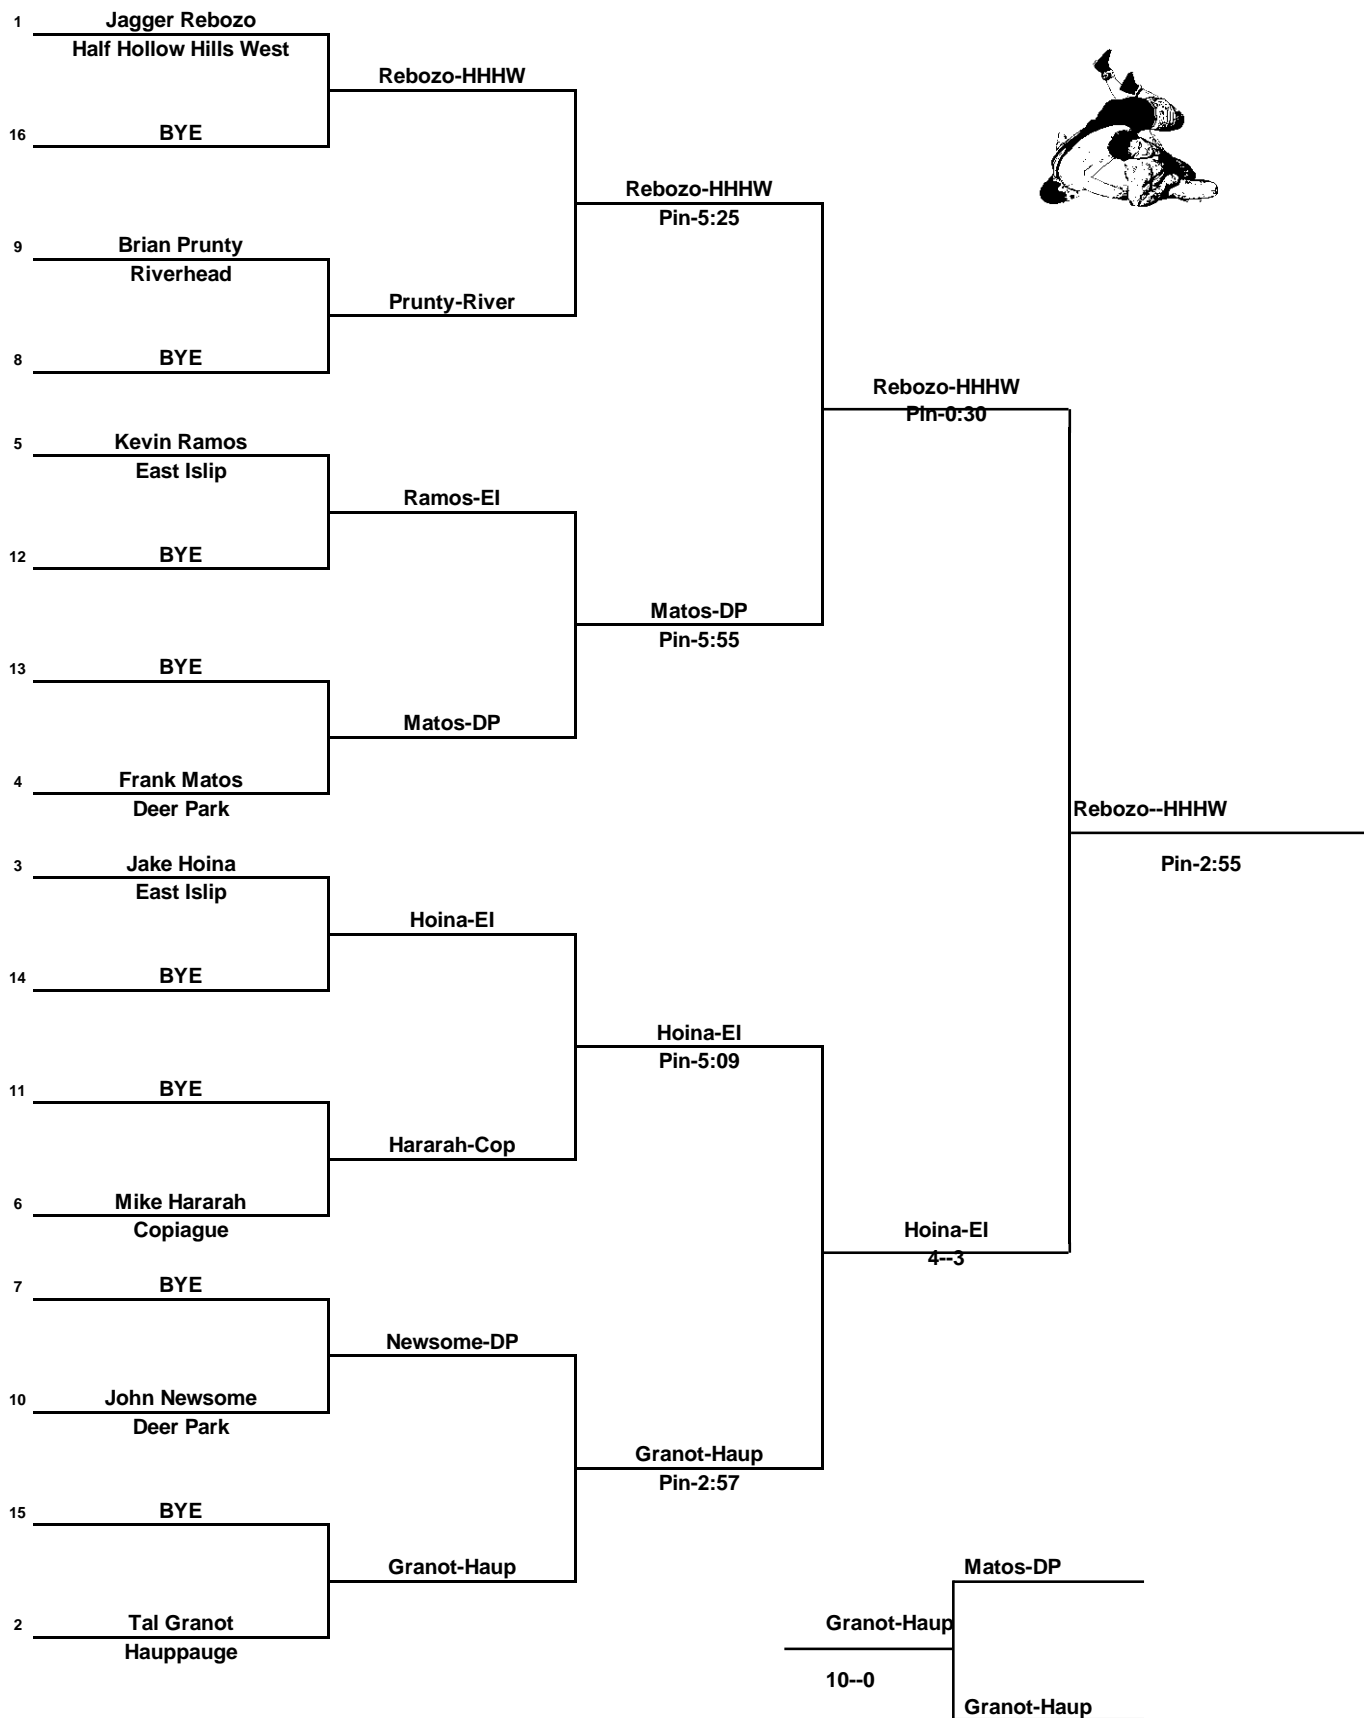 1
Jagger Rebozo
Half Hollow Hills West
Rebozo-HHHW
16
BYE
Rebozo-HHHW
Pin-5:25
9
Brian Prunty
Riverhead
Prunty-River
8
BYE
Rebozo-HHHW
Pin-0:30
5
Kevin Ramos
East Islip
Ramos-EI
12
BYE
Matos-DP
Pin-5:55
13
BYE
Matos-DP
4
Frank Matos
Deer Park
Rebozo--HHHW
Pin-2:55
3
Jake Hoina
East Islip
Hoina-EI
14
BYE
Hoina-EI
Pin-5:09
11
BYE
Hararah-Cop
6
Mike Hararah
Copiague
Hoina-EI
4--3
7
BYE
Newsome-DP
10
John Newsome
Deer Park
Granot-Haup
Pin-2:57
15
BYE
Granot-Haup
2
Tal Granot
Hauppauge
Matos-DP
Granot-Haup
10--0
Granot-Haup